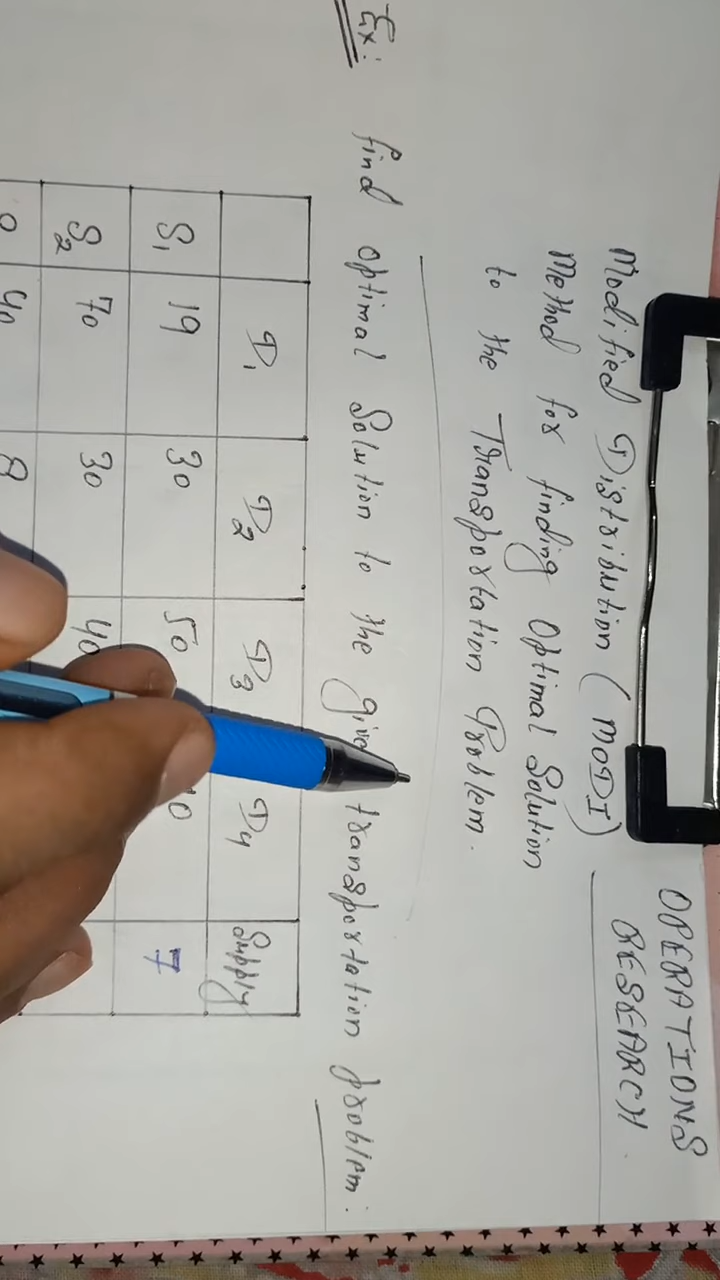 OPERATIONS
RESEARCH.
Modified Distribution (MODI)
Method for finding Optimal Solution
to the Transportation Problem.
Ex: find optimal Solution to the transportation problem:
D1 D2 D3 D4 Supply
S1 19 30 50 7
S2 70 30 40
40 8